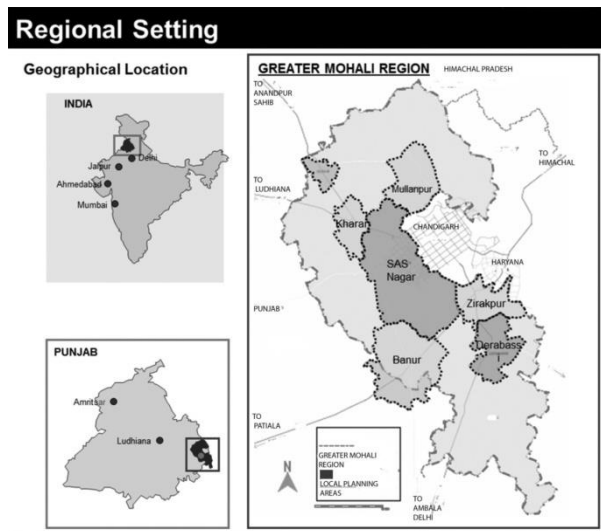 Regional Setting
Geographical Location
INDIA
Delhi
Jaipur
Ahmedabad
Mumbai
PUNJAB
Amritsar
Ludhiana
GREATER MOHALI REGION
HIMACHAL PRADESH
TO
ANANDPUR
SAHIB
TO
HIMACHAL
TO
LUDHIANA
Mullanpur
Kharar
CHANDIGARH
SAS
Nagar
HARYANA
PUNJAB
Zirakpur
Derabass
i
Banur
TO
PATIALA
GREATER MOHALI
REGION
LOCAL PLANNING
AREAS
N
TO
AMBALA
DELHI